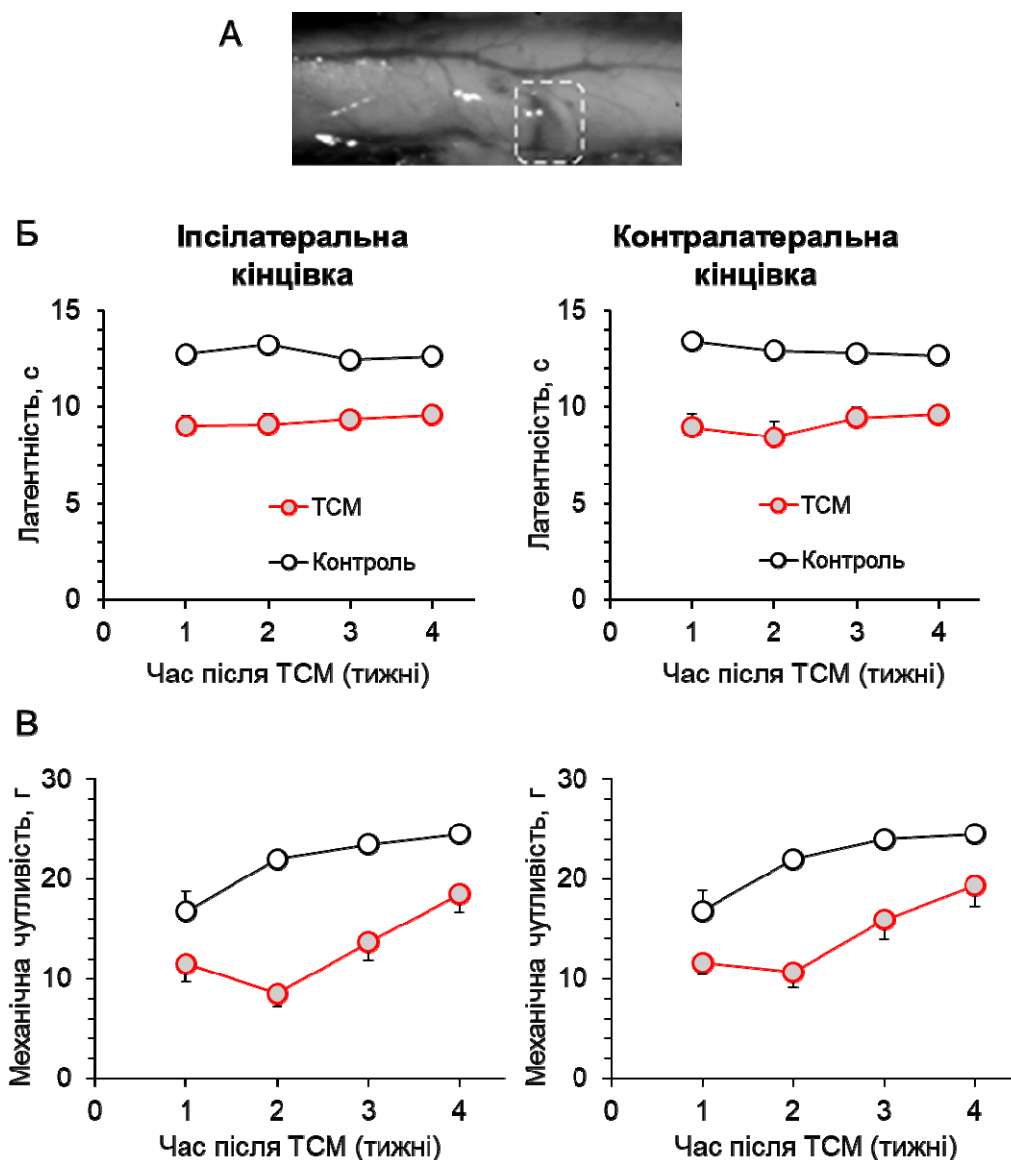 А
Б
Іпсілатеральна
кінцівка
Контралатеральна
кінцівка
15
10
5
0
Латентність, с
ТСМ
Контроль
0 1 2 3 4
Час після ТСМ (тижні)
15
10
5
0
Латентнсість, с
ТСМ
Контроль
0 1 2 3 4
Час після ТСМ (тижні)
В
30
20
10
0
Механічна чутливість, г
0 1 2 3 4
Час після ТСМ (тижні)
30
20
10
0
Механічна чутливість, г
0 1 2 3 4
Час після ТСМ (тижні)